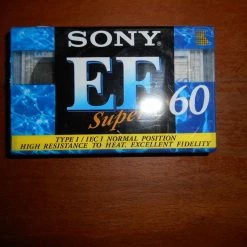 SONY
EF
Super
60
TYPE I / IEC I NORMAL POSITION
HIGH RESISTANCE TO HEAT, EXCELLENT FIDELITY